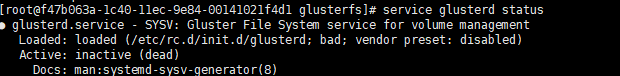 [root@f47b063a-1c40-11ec-9e84-00141021f4d1 glusterfs]# service glusterd status
● glusterd.service - SYSV: Gluster File System service for volume management
Loaded: loaded (/etc/rc.d/init.d/glusterd; bad; vendor preset: disabled)
Active: inactive (dead)
Docs: man:systemd-sysv-generator(8)